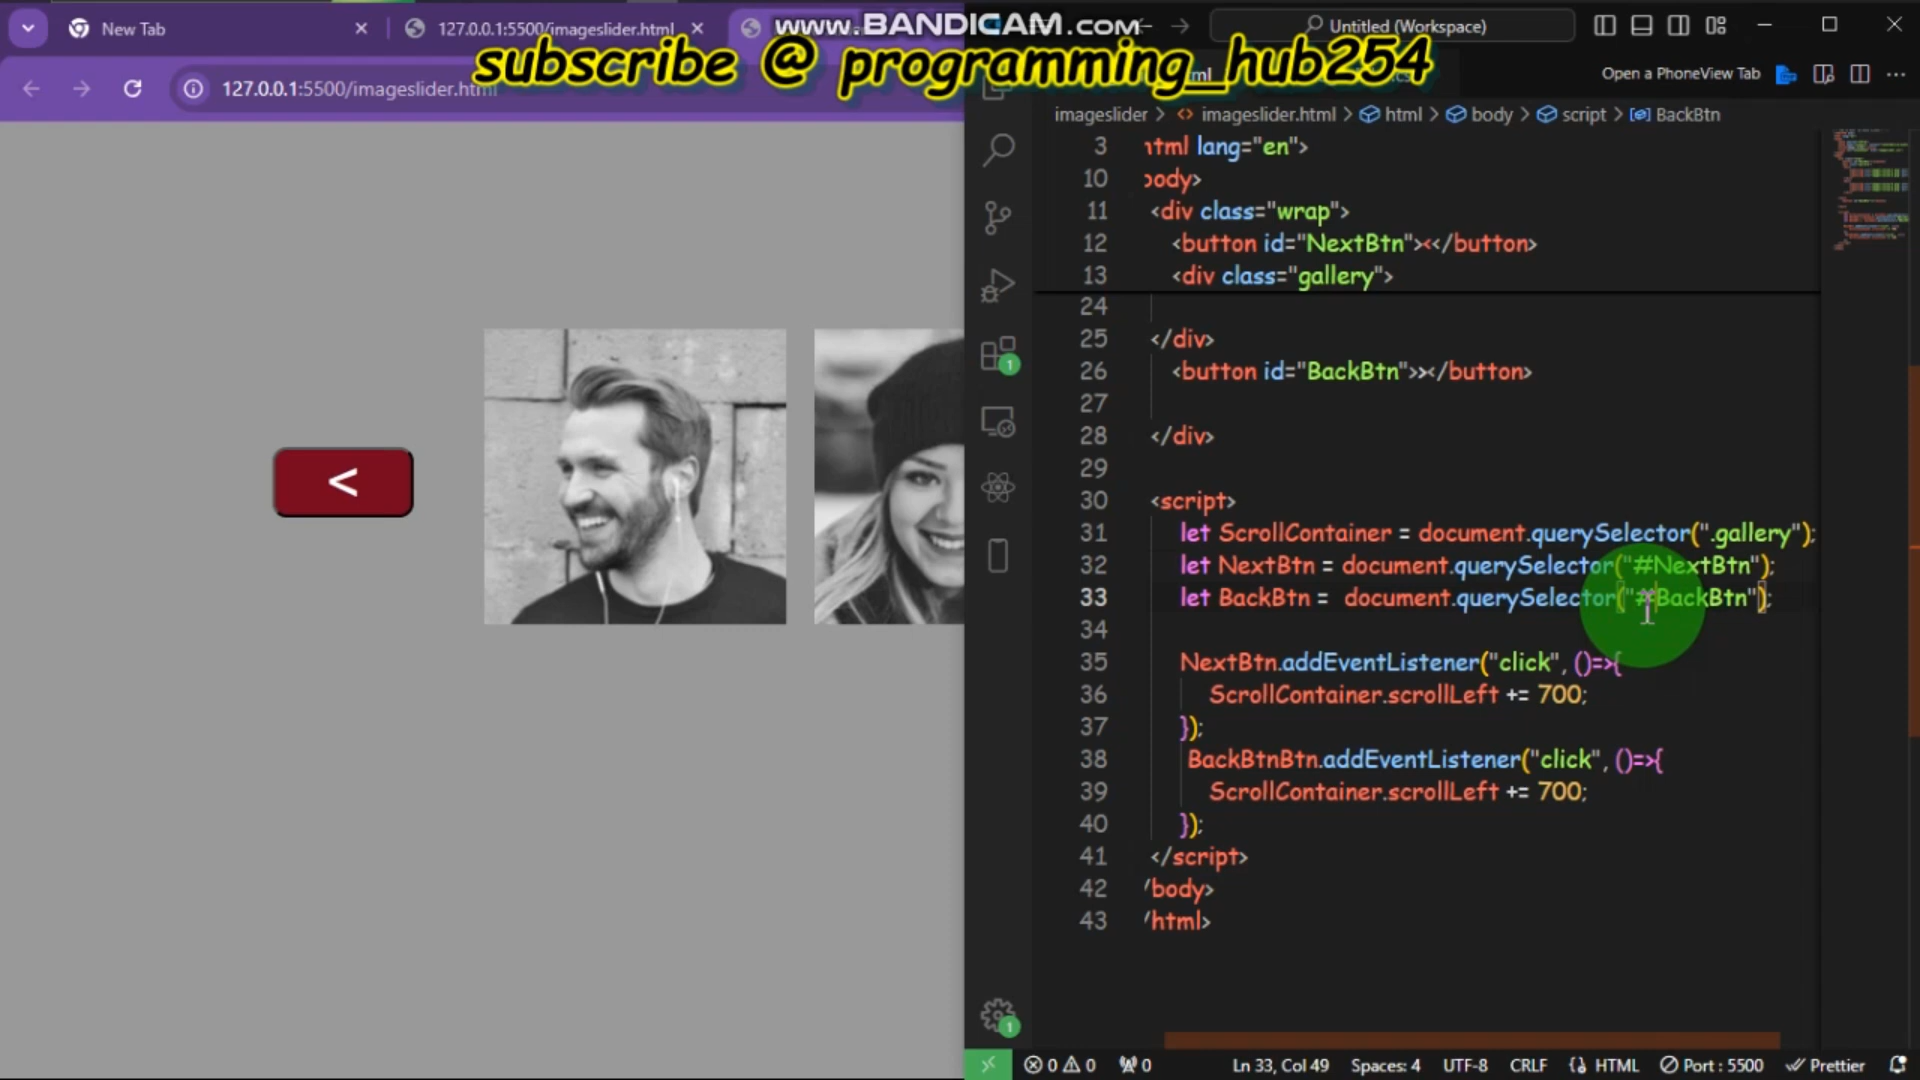 New Tab
127.0.0.1:5500/imageslider.html
www.BANDICAM.com
Untitled (Workspace)
subscribe @ programming_hub254
Open a PhoneView Tab
127.0.0.1:5500/imageslider.html
imageslider > imageslider.html > html > body > script > BackBtn
3 html lang="en">
10 body>
11 <div class="wrap">
12 <button id="NextBtn"><</button>
13 <div class="gallery">
24
25 </div>
26 <button id="BackBtn">></button>
27
28 </div>
29
30 <script>
31 let ScrollContainer = document.querySelector(".gallery");
32 let NextBtn = document.querySelector("#NextBtn");
33 let BackBtn =  document.querySelector("#BackBtn");
34
35 NextBtn.addEventListener("click", ()=>{
36 ScrollContainer.scrollLeft += 700;
37 });
38 BackBtnBtn.addEventListener("click", ()=>{
39 ScrollContainer.scrollLeft += 700;
40 });
41 </script>
42 /body>
43 /html>
<
1
1
0 0 0 Ln 33, Col 49 Spaces: 4 UTF-8 CRLF {} HTML Port : 5500 Prettier